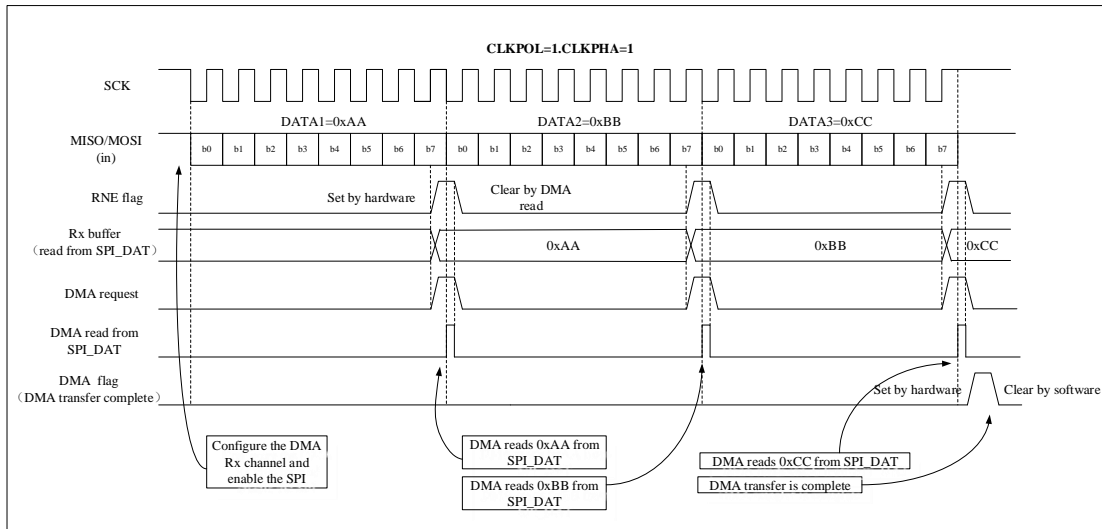 CLKPOL=1.CLKPHA=1
SCK
DATA1=0xAA DATA2=0xBB DATA3=0xCC
MISO/MOSI
(in)
b0 b1 b2 b3 b4 b5 b6 b7 b0 b1 b2 b3 b4 b5 b6 b7 b0 b1 b2 b3 b4 b5 b6 b7
RNE flag
Set by hardware
Clear by DMA
read
Rx buffer
（read from SPI_DAT）
0xAA 0xBB 0xCC
DMA request
DMA read from
SPI_DAT
DMA flag
（DMA transfer complete）
Set by hardware Clear by software
Configure the DMA
Rx channel and
enable the SPI
DMA reads 0xAA from
SPI_DAT
DMA reads 0xBB from
SPI_DAT
DMA reads 0xCC from SPI_DAT
DMA transfer is complete